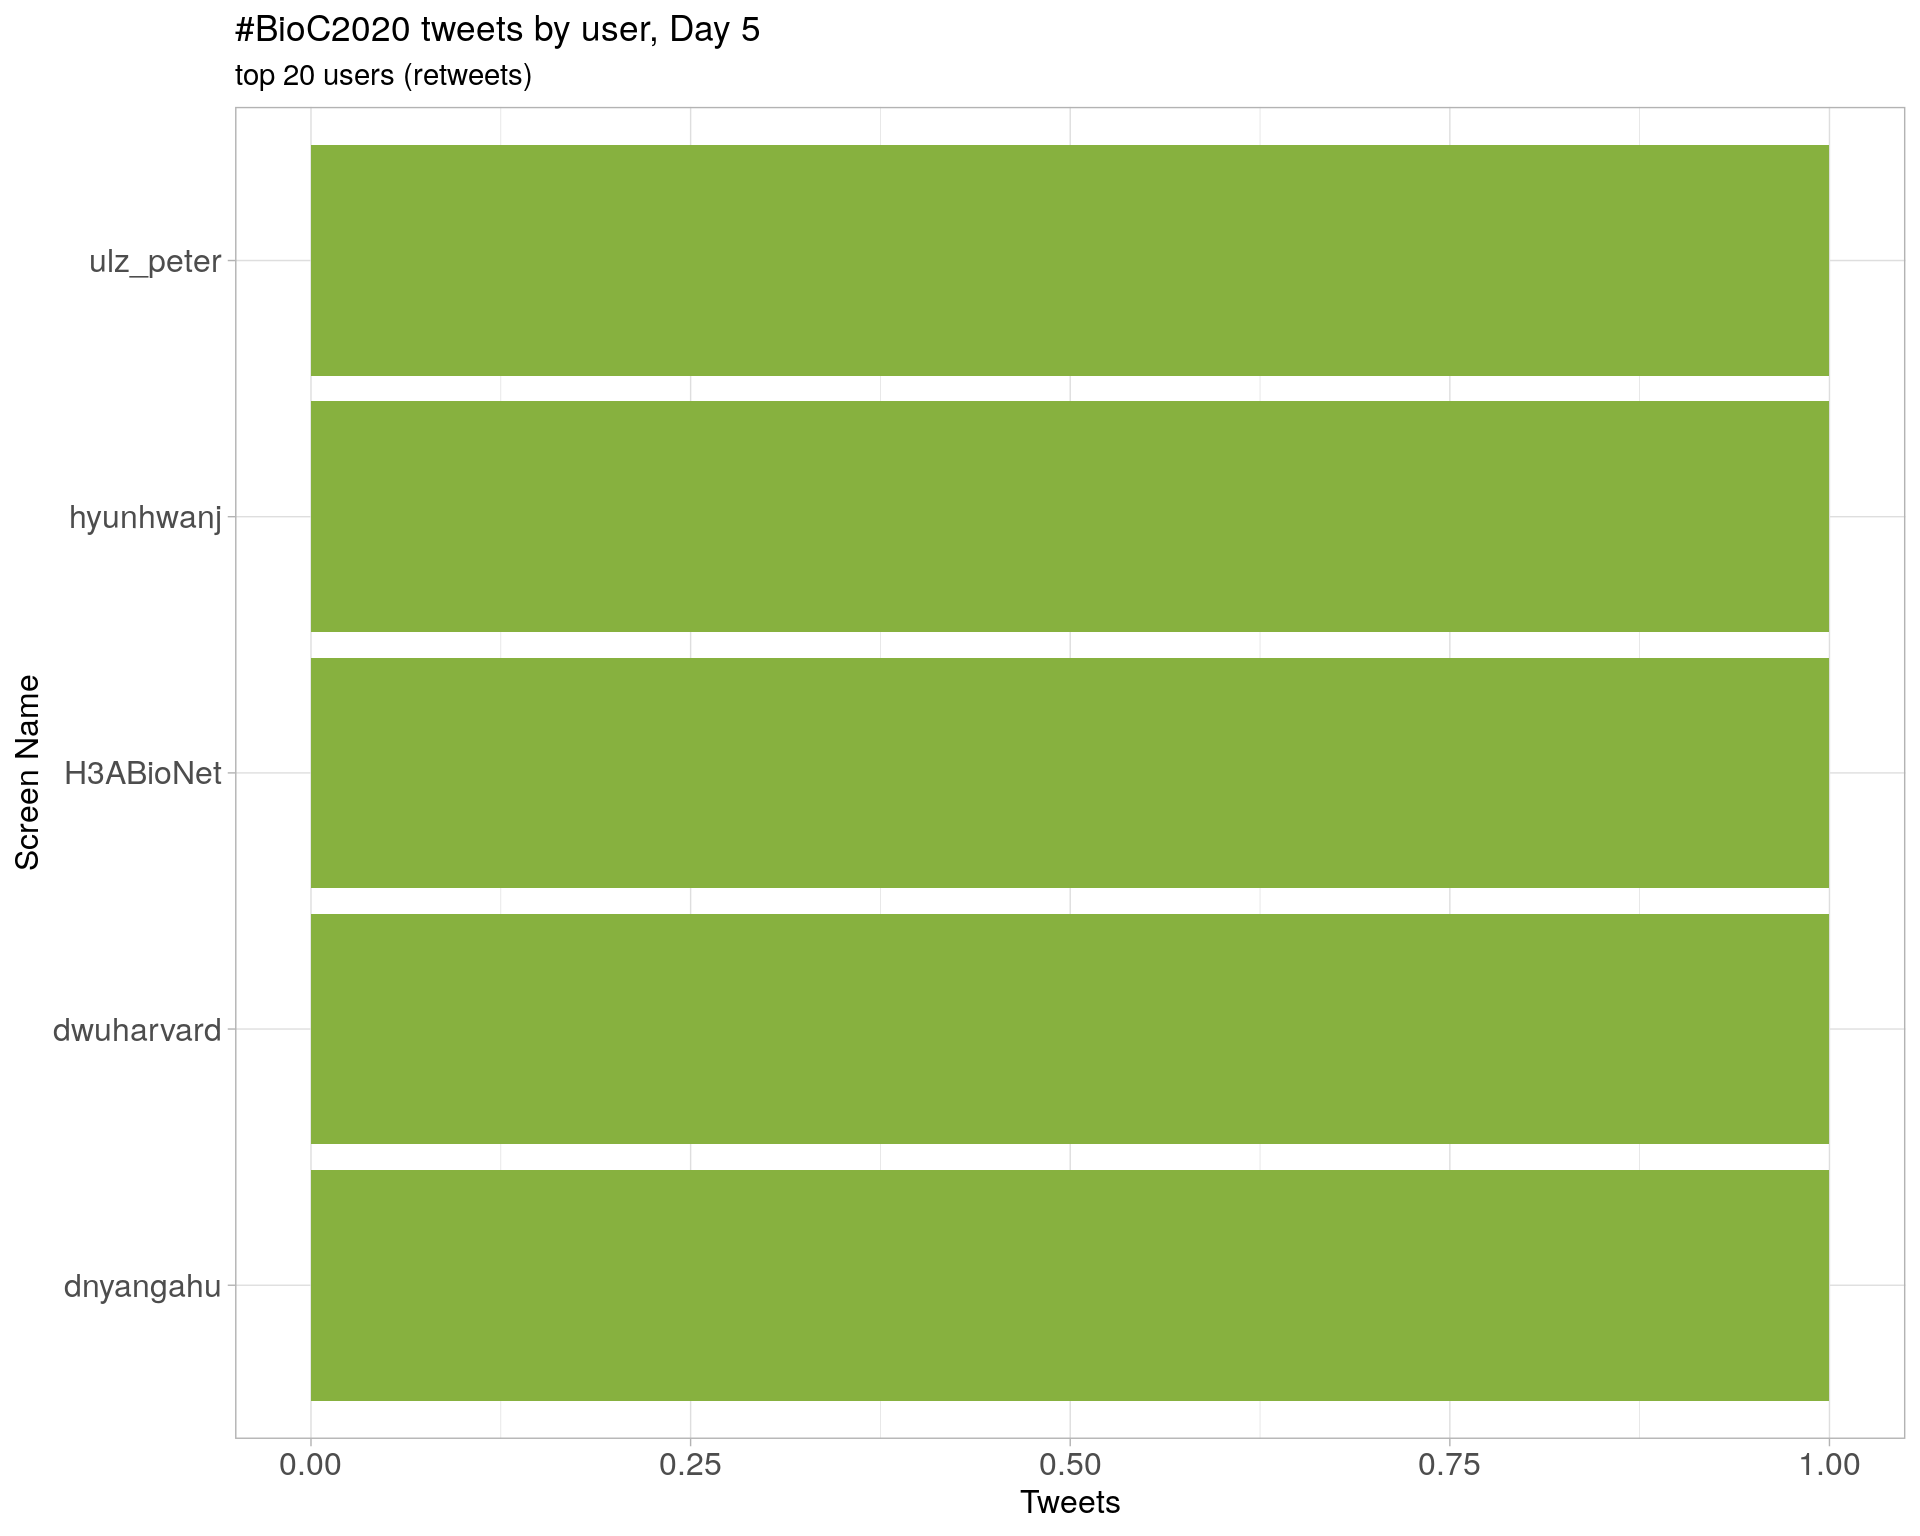 #BioC2020 tweets by user, Day 5
top 20 users (retweets)
Screen Name
ulz_peter
hyunhwanj
H3ABioNet
dwuharvard
dnyangahu
0.00 0.25 0.50 0.75 1.00
Tweets